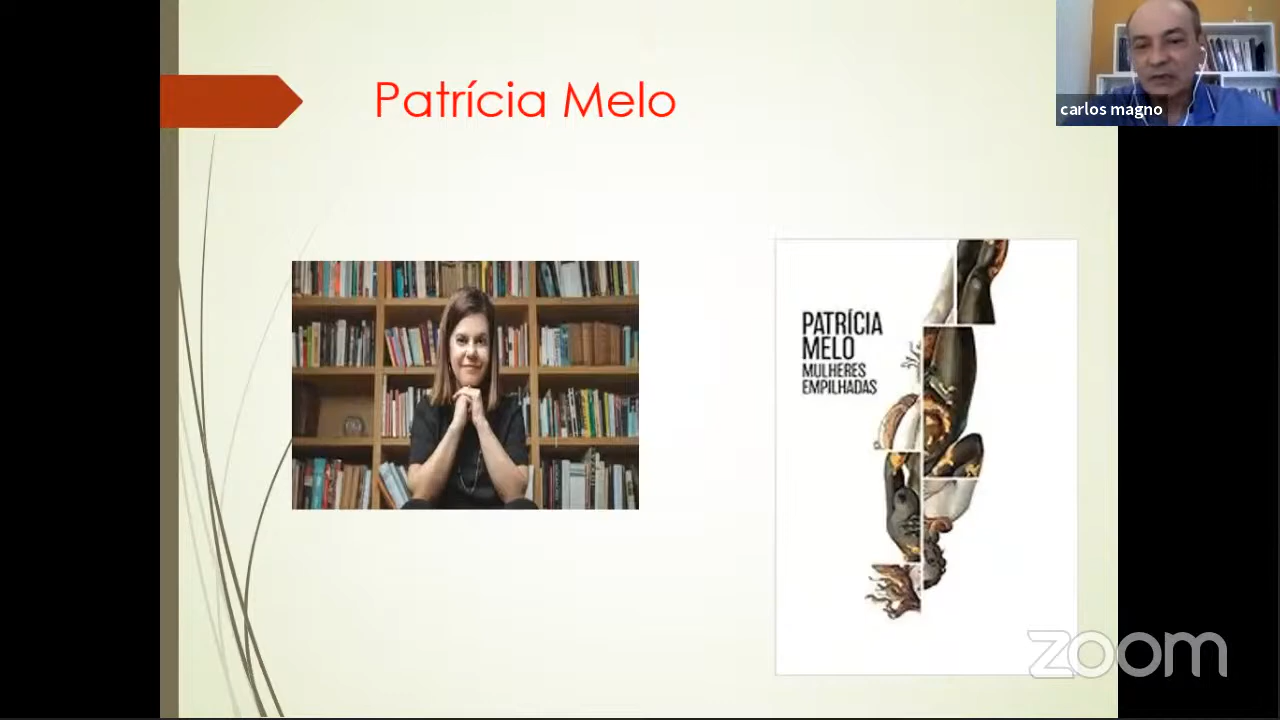 Patrícia Melo
carlos magno
PATRÍCIA
MELO
MULHERES
EMPILHADAS
zoom